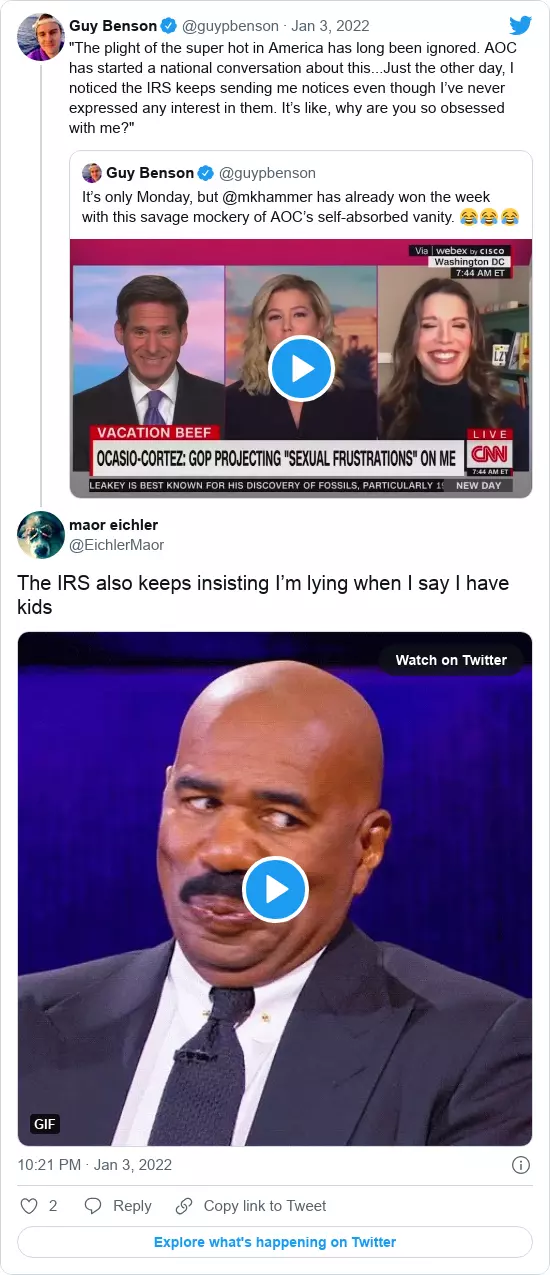 Guy Benson @guypbenson · Jan 3, 2022
"The plight of the super hot in America has long been ignored. AOC
has started a national conversation about this...Just the other day, I
noticed the IRS keeps sending me notices even though I've never
expressed any interest in them. It's like, why are you so obsessed
with me?"
Guy Benson @guypbenson
It's only Monday, but @mkhammer has already won the week
with this savage mockery of AOC's self-absorbed vanity. 😂😂😂
Via | webex by CISCO
Washington DC
7:44 AM ET
VACATION BEEF
LIVE
OCASIO-CORTEZ: GOP PROJECTING "SEXUAL FRUSTRATIONS" ON ME
CNN
7:44 AM ET
LEAKEY IS BEST KNOWN FOR HIS DISCOVERY OF FOSSILS, PARTICULARLY
NEW DAY
maor eichler
@EichlerMaor
The IRS also keeps insisting I'm lying when I say I have
kids
Watch on Twitter
GIF
10:21 PM · Jan 3, 2022
2 Reply Copy link to Tweet
Explore what's happening on Twitter